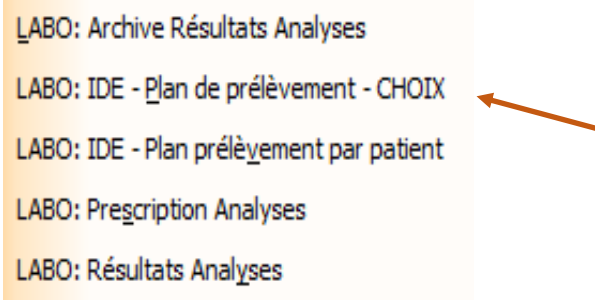 LABO: Archive Résultats Analyses
LABO: IDE - Plan de prélèvement - CHOIX
LABO: IDE - Plan prélèvement par patient
LABO: Prescription Analyses
LABO: Résultats Analyses